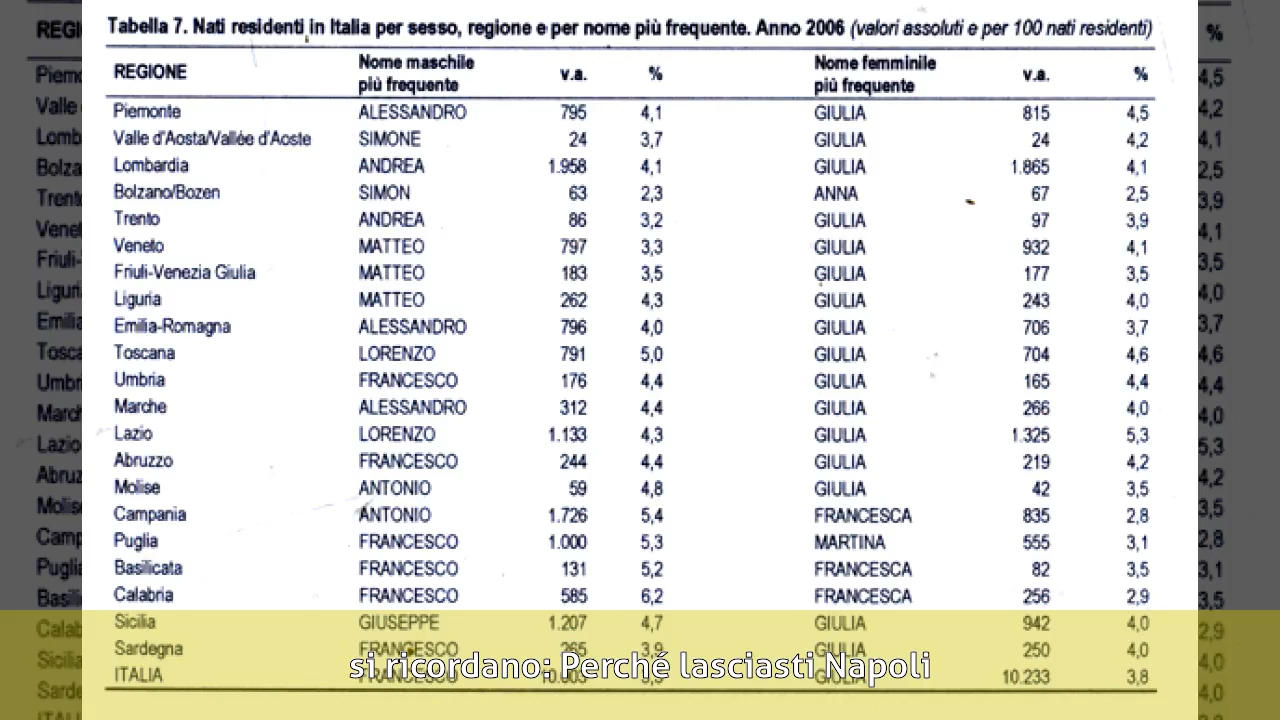 Tabella 7. Nati residenti in Italia per sesso, regione e per nome più frequente. Anno 2006 (valori assoluti e per 100 nati residenti)
REGIONE Nome maschile più frequente v.a. % Nome femminile più frequente v.a. %
Piemonte ALESSANDRO 795 4,1 GIULIA 815 4,5
Valle d'Aosta/Vallée d'Aoste SIMONE 24 3,7 GIULIA 24 4,2
Lombardia ANDREA 1.958 4,1 GIULIA 1.865 4,1
Bolzano/Bozen SIMON 63 2,3 ANNA 67 2,5
Trento ANDREA 86 3,2 GIULIA 97 3,9
Veneto MATTEO 797 3,3 GIULIA 932 4,1
Friuli-Venezia Giulia MATTEO 183 3,5 GIULIA 177 3,5
Liguria MATTEO 262 4,3 GIULIA 243 4,0
Emilia-Romagna ALESSANDRO 796 4,0 GIULIA 706 3,7
Toscana LORENZO 791 5,0 GIULIA 704 4,6
Umbria FRANCESCO 176 4,4 GIULIA 165 4,4
Marche ALESSANDRO 312 4,4 GIULIA 266 4,0
Lazio LORENZO 1.133 4,3 GIULIA 1.325 5,3
Abruzzo FRANCESCO 244 4,4 GIULIA 219 4,2
Molise ANTONIO 59 4,8 GIULIA 42 3,5
Campania ANTONIO 1.726 5,4 FRANCESCA 835 2,8
Puglia FRANCESCO 1.000 5,3 MARTINA 555 3,1
Basilicata FRANCESCO 131 5,2 FRANCESCA 82 3,5
Calabria FRANCESCO 585 6,2 FRANCESCA 256 2,9
Sicilia GIUSEPPE 1.207 4,7 GIULIA 942 4,0
Sardegna FRANCESCO 265 3,9 GIULIA 250 4,0
ITALIA FRANCESCO GIULIA 10.233 3,8
si ricordano: Perché lasciasti Napoli